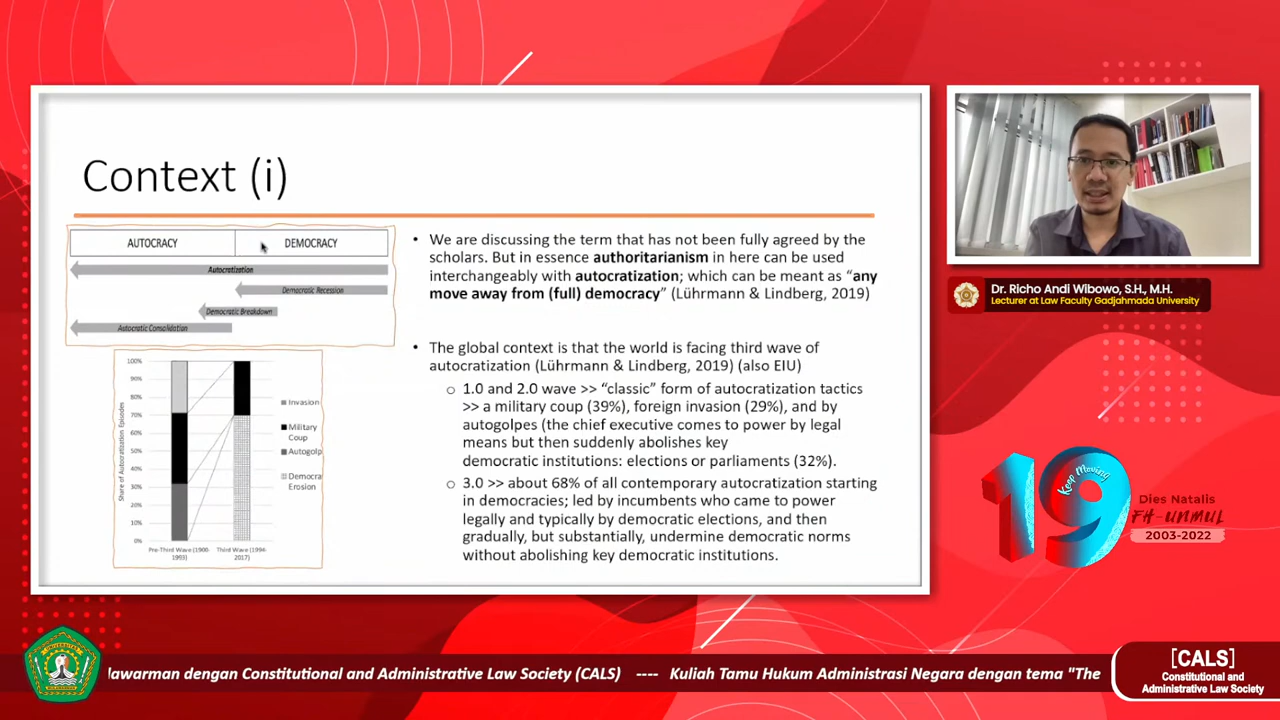 Context (i)
AUTOCRACY
DEMOCRACY
Autocratization
Democratic Recession
Democratic Breakdown
Autocratic Consolidation
Share of Autocratization Episodes
100%
90%
80%
70%
60%
50%
40%
30%
20%
10%
0%
Pre-Third Wave (1900-
1993)
Third Wave (1994-
2017)
Invasion
Military
Coup
Autogolp
Democra
Erosion
• We are discussing the term that has not been fully agreed by the
scholars. But in essence authoritarianism in here can be used
interchangeably with autocratization; which can be meant as “any
move away from (full) democracy” (Lührmann & Lindberg, 2019)
• The global context is that the world is facing third wave of
autocratization (Lührmann & Lindberg, 2019) (also EIU)
o 1.0 and 2.0 wave >> “classic” form of autocratization tactics
>> a military coup (39%), foreign invasion (29%), and by
autogolpes (the chief executive comes to power by legal
means but then suddenly abolishes key
democratic institutions: elections or parliaments (32%).
o 3.0 >> about 68% of all contemporary autocratization starting
in democracies; led by incumbents who came to power
legally and typically by democratic elections, and then
gradually, but substantially, undermine democratic norms
without abolishing key democratic institutions.
Dr. Richo Andi Wibowo, S.H., M.H.
Lecturer at Law Faculty Gadjahmada University
19
Keep Moving
Dies Natalis
FH-UNMUL
2003-2022
lawarman dengan Constitutional and Administrative Law Society (CALS) ---- Kuliah Tamu Hukum Administrasi Negara dengan tema "The
[CALS]
Constitutional and
Administrative Law Society